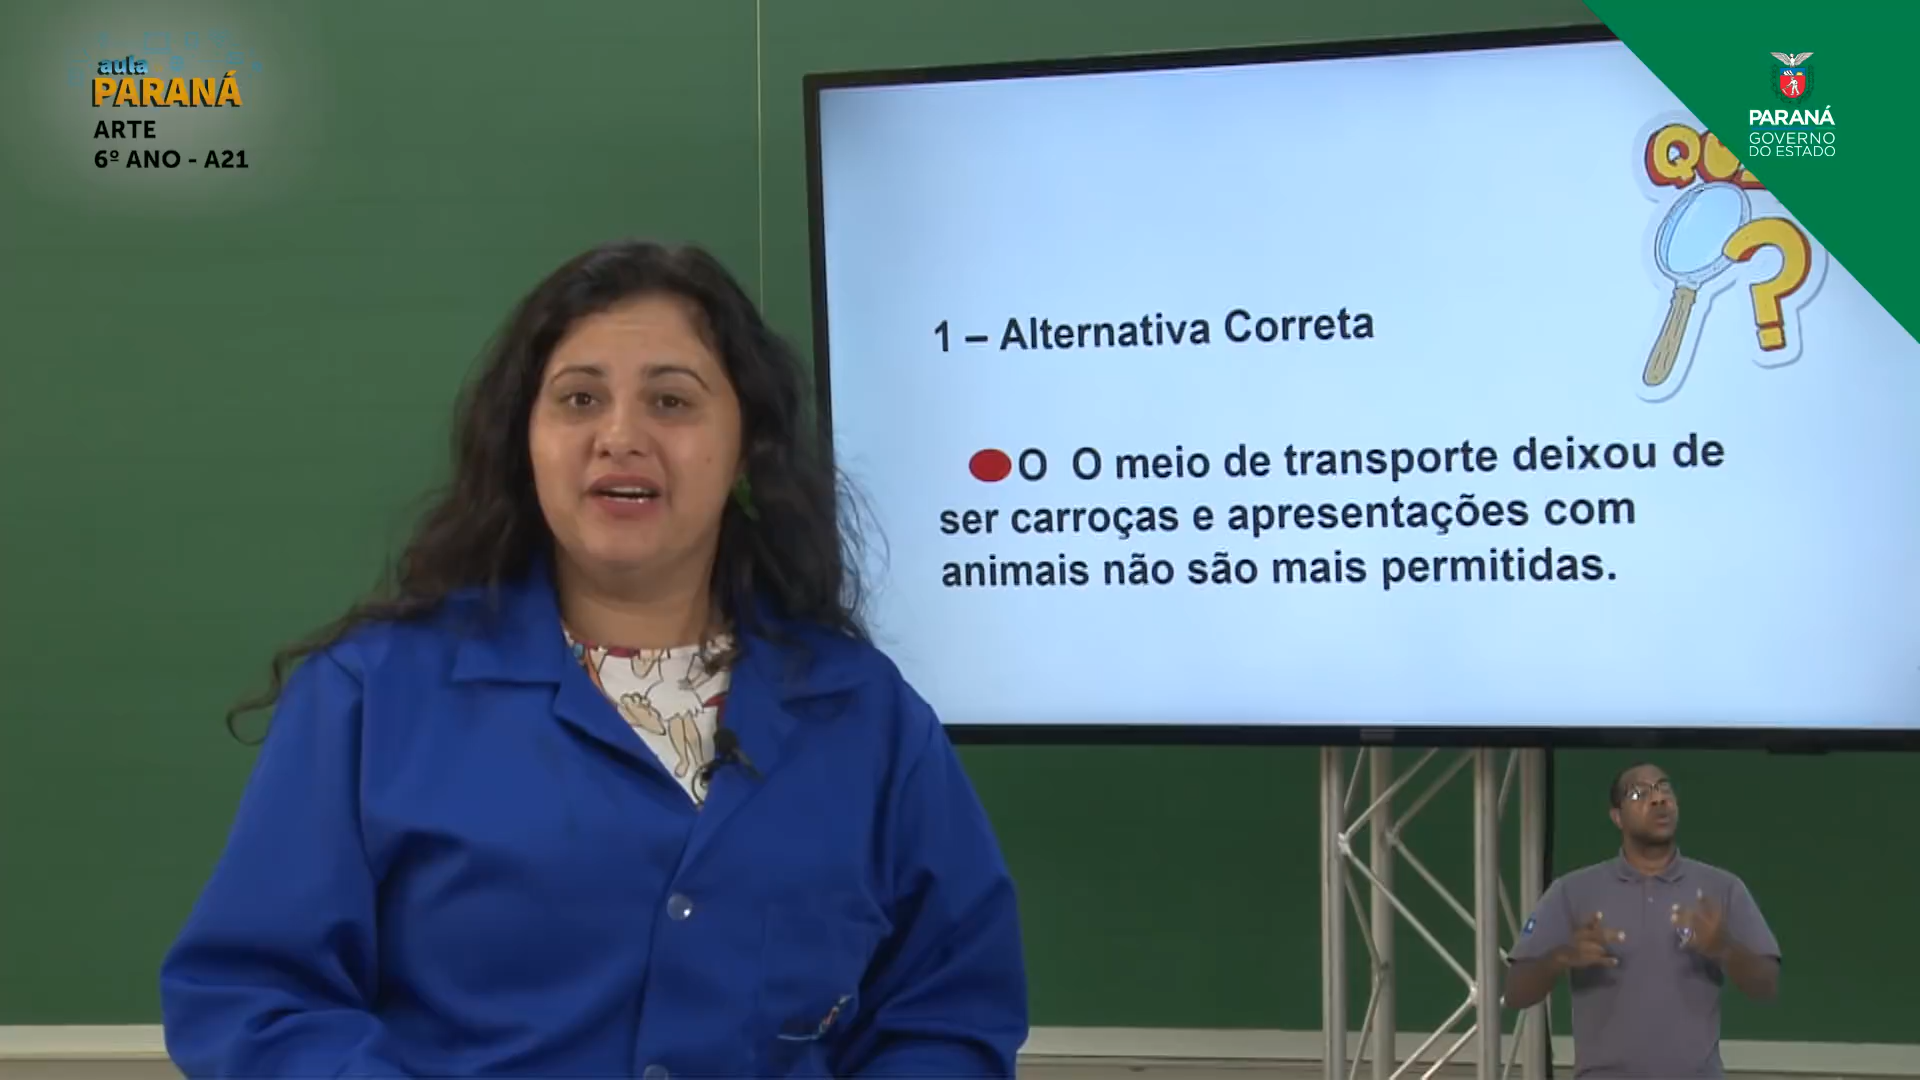 aula
PARANÁ
ARTE
6º ANO - A21
PARANÁ
GOVERNO
DO ESTADO
1 – Alternativa Correta
O O meio de transporte deixou de
ser carroças e apresentações com
animais não são mais permitidas.